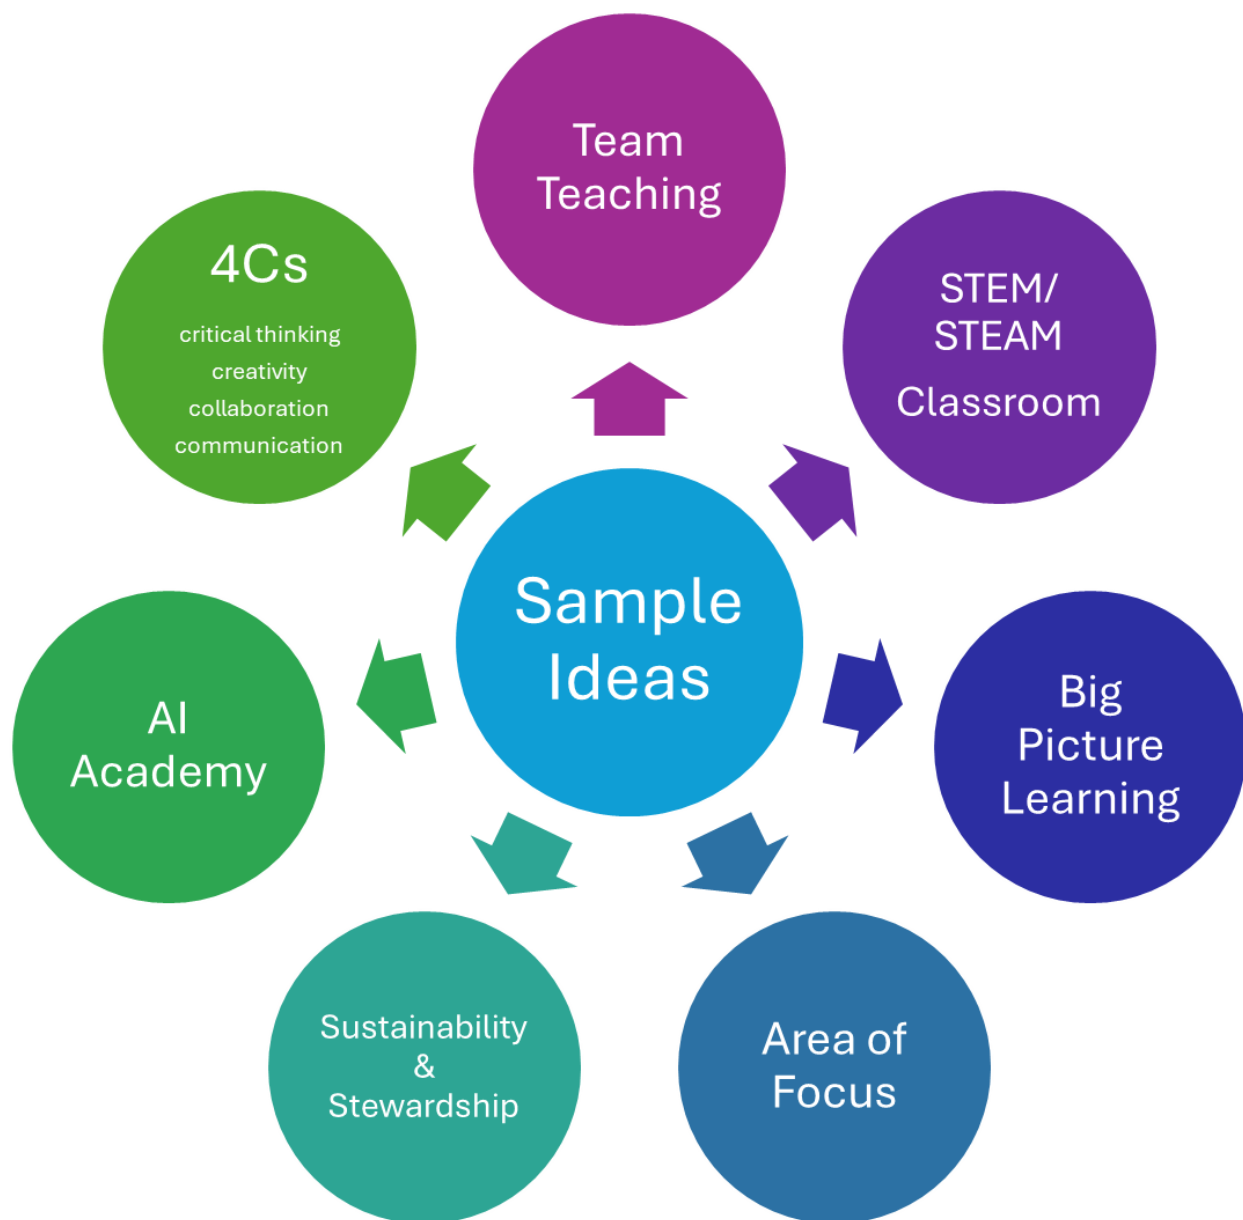 Team
Teaching
STEM/
STEAM
Classroom
Big
Picture
Learning
Area of
Focus
Sustainability
&
Stewardship
AI
Academy
4Cs
critical thinking
creativity
collaboration
communication
Sample
Ideas